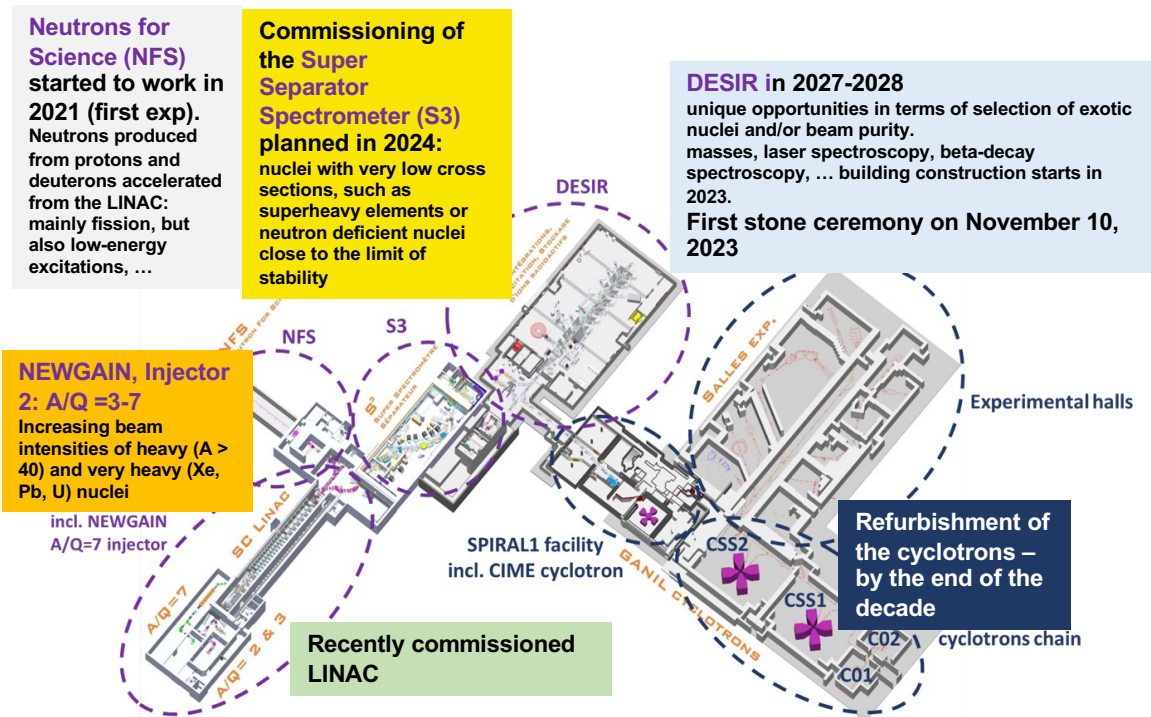 Neutrons for
Science (NFS)
started to work in
2021 (first exp).
Neutrons produced
from protons and
deuterons accelerated
from the LINAC:
mainly fission, but
also low-energy
excitations, …
Commissioning of
the Super
Separator
Spectrometer (S3)
planned in 2024:
nuclei with very low cross
sections, such as
superheavy elements or
neutron deficient nuclei
close to the limit of
stability
DESIR in 2027-2028
unique opportunities in terms of selection of exotic
nuclei and/or beam purity.
masses, laser spectroscopy, beta-decay
spectroscopy, … building construction starts in
2023.
First stone ceremony on November 10,
2023
DESIR
S3
NFS
NFS
S³
Super Spectromètre
Séparateur
Salles Exp.
Experimental halls
NEWGAIN, Injector
2: A/Q =3-7
Increasing beam
intensities of heavy (A >
40) and very heavy (Xe,
Pb, U) nuclei
incl. NEWGAIN
A/Q=7 injector
SC LINAC
A/Q=7
A/Q= 2 & 3
SPIRAL1 facility
incl. CIME cyclotron
GANIL CYCLOTRONS
CSS2
CSS1
C02
C01
Refurbishment of
the cyclotrons –
by the end of the
decade
cyclotrons chain
Recently commissioned
LINAC